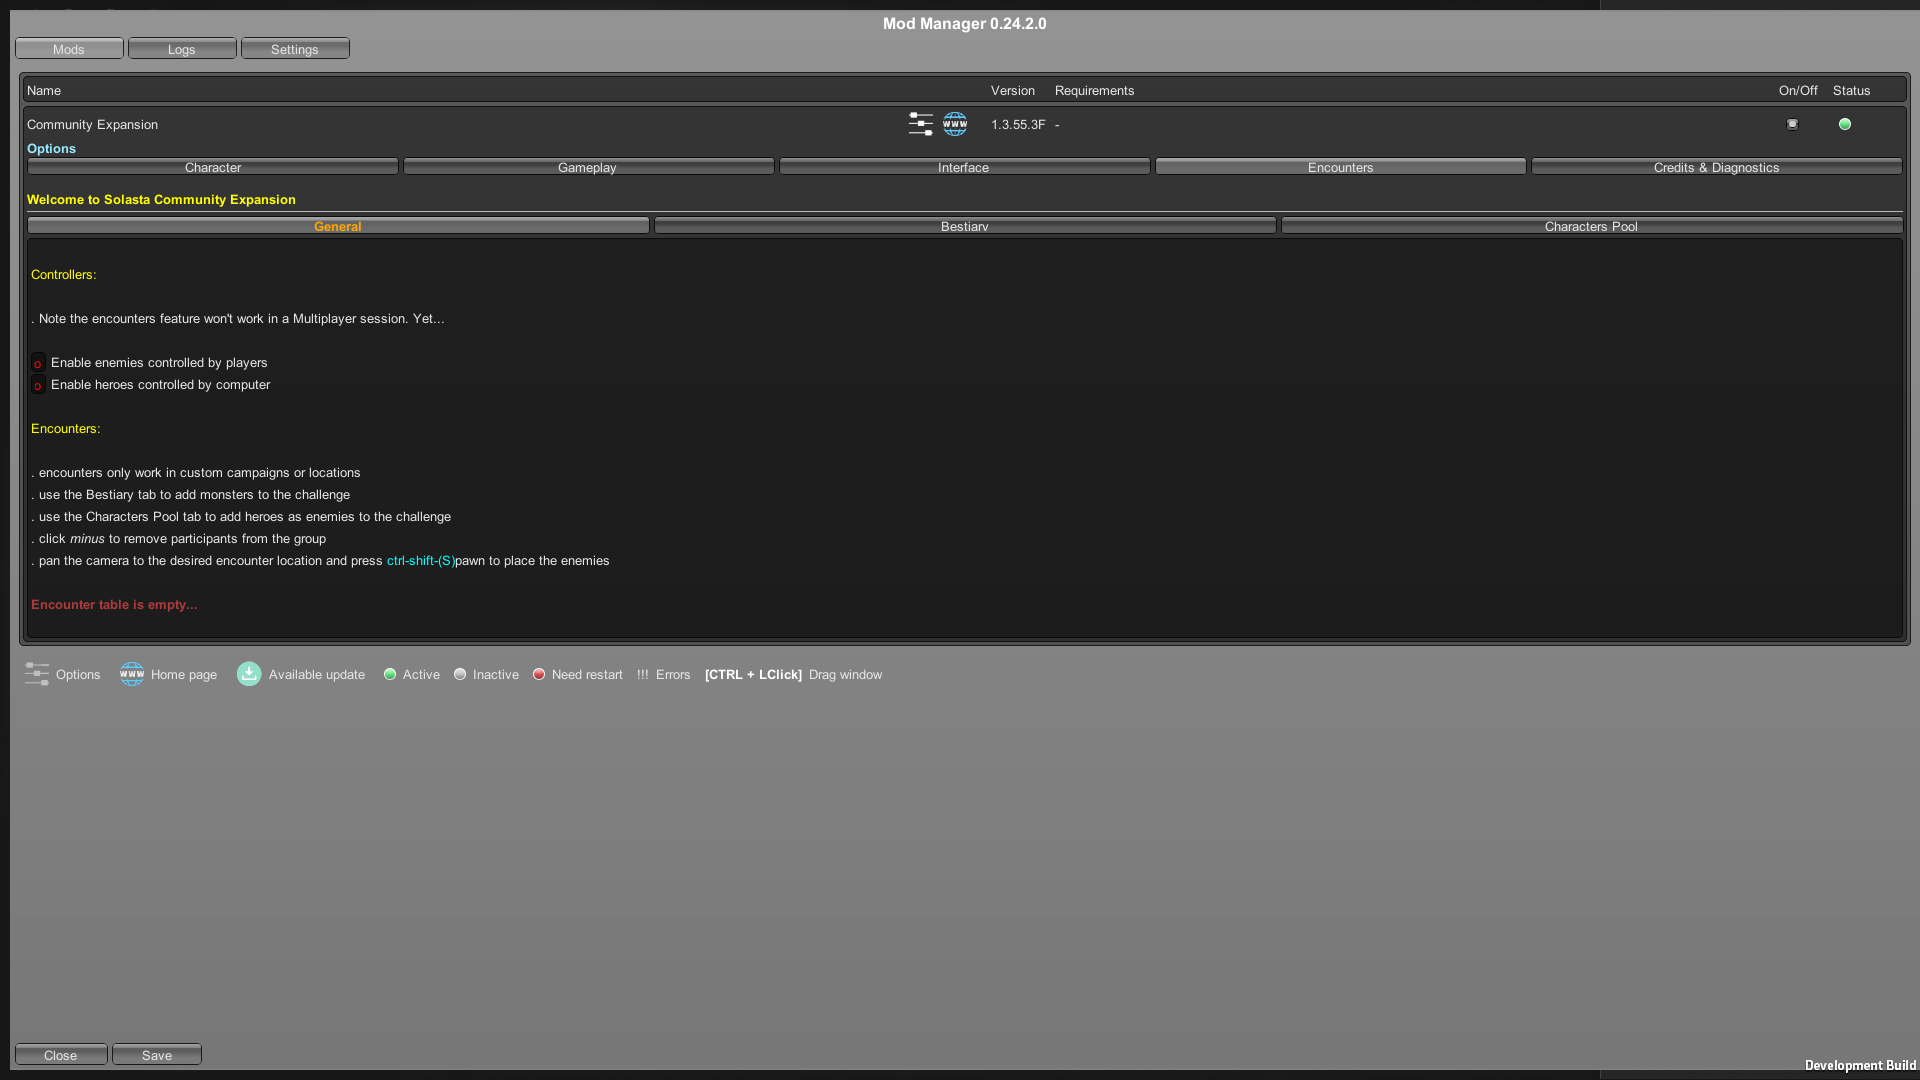 Mod Manager 0.24.2.0
Mods Logs Settings
Name Version Requirements On/Off Status
Community Expansion www 1.3.55.3F - 
Options
Character Gameplay Interface Encounters Credits & Diagnostics
Welcome to Solasta Community Expansion
General Bestiary Characters Pool
Controllers:
. Note the encounters feature won't work in a Multiplayer session. Yet...
o Enable enemies controlled by players
o Enable heroes controlled by computer
Encounters:
. encounters only work in custom campaigns or locations
. use the Bestiary tab to add monsters to the challenge
. use the Characters Pool tab to add heroes as enemies to the challenge
. click minus to remove participants from the group
. pan the camera to the desired encounter location and press ctrl-shift-(S)pawn to place the enemies
Encounter table is empty...
Options www Home page Available update Active Inactive Need restart !!! Errors [CTRL + LClick] Drag window
Close Save
Development Build